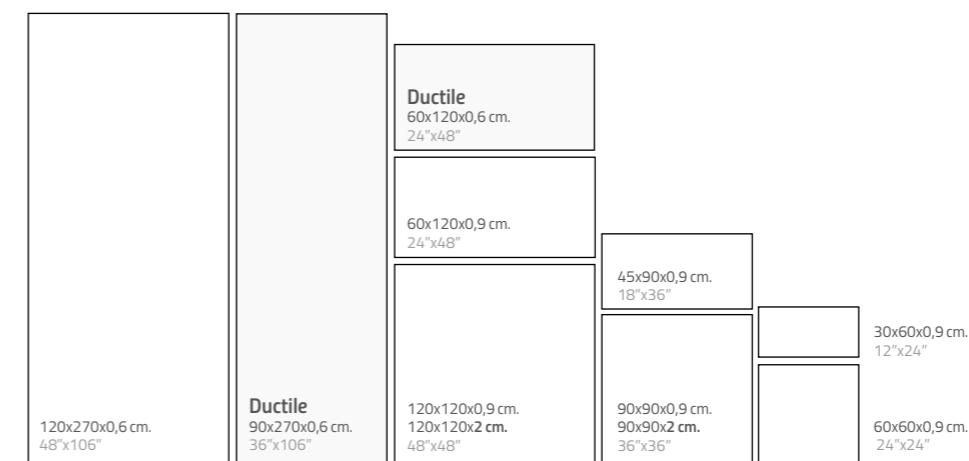 120x270x0,6 cm.
48”x106”
Ductile
90x270x0,6 cm.
36”x106”
Ductile
60x120x0,6 cm.
24”x48”
60x120x0,9 cm.
24”x48”
120x120x0,9 cm.
120x120x2 cm.
48”x48”
45x90x0,9 cm.
18”x36”
90x90x0,9 cm.
90x90x2 cm.
36”x36”
30x60x0,9 cm.
12”x24”
60x60x0,9 cm.
24”x24”